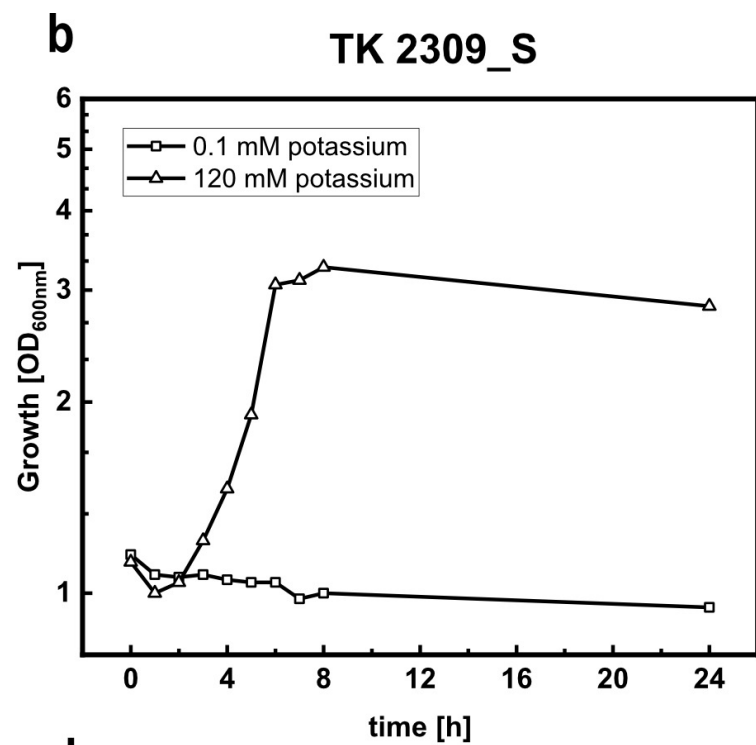 b
TK 2309_S
6
5
4
3
2
1
0.1 mM potassium
120 mM potassium
Growth [OD600nm]
0 4 8 12 16 20 24
time [h]